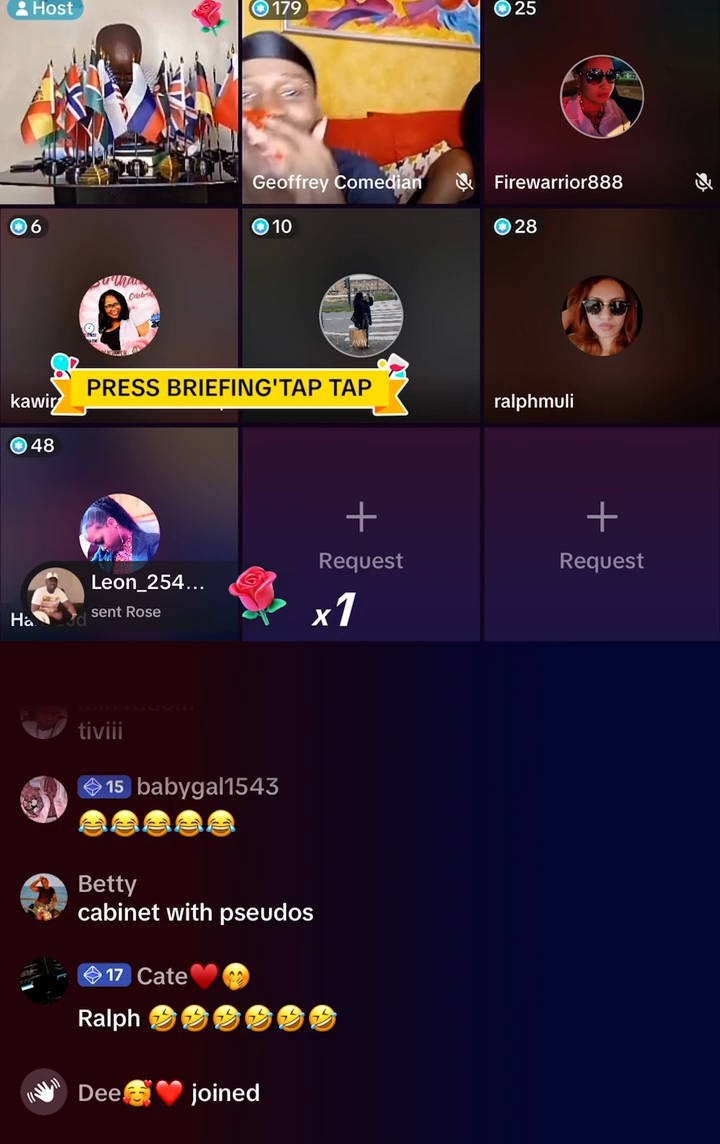 Host
179
25
Geoffrey Comedian
Firewarrior888
6
10
28
PRESS BRIEFING'TAP TAP
ralphmuli
48
Request
Request
Leon_254...
sent Rose
x1
tiviii
15 babygal1543
😂😂😂😂😂
Betty
cabinet with pseudos
17 Cate❤️🤭
Ralph 🤣🤣🤣🤣🤣🤣
Dee🥰❤️ joined